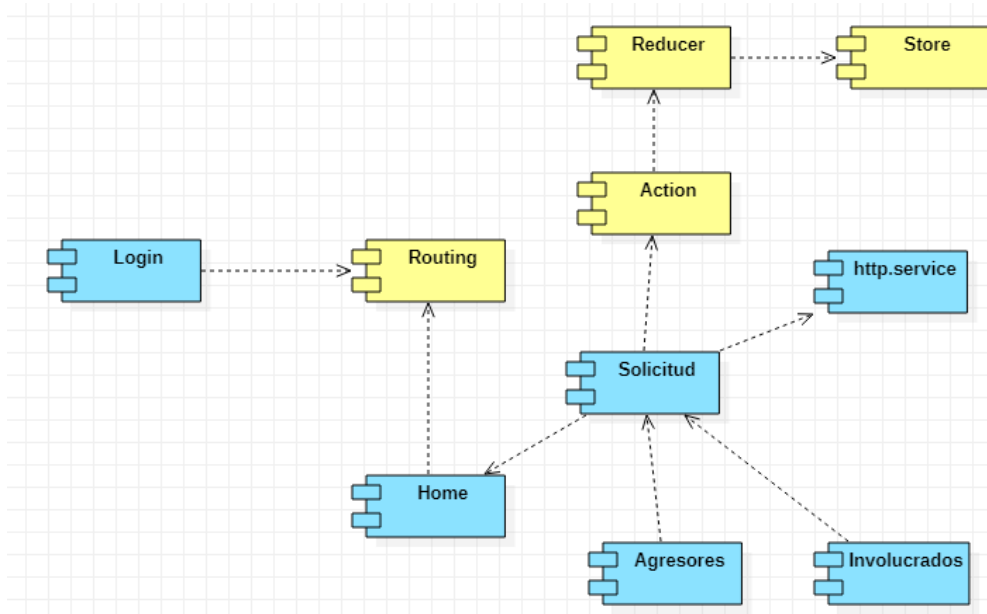 Reducer
Store
Action
Login
Routing
http.service
Solicitud
Home
Agresores
Involucrados